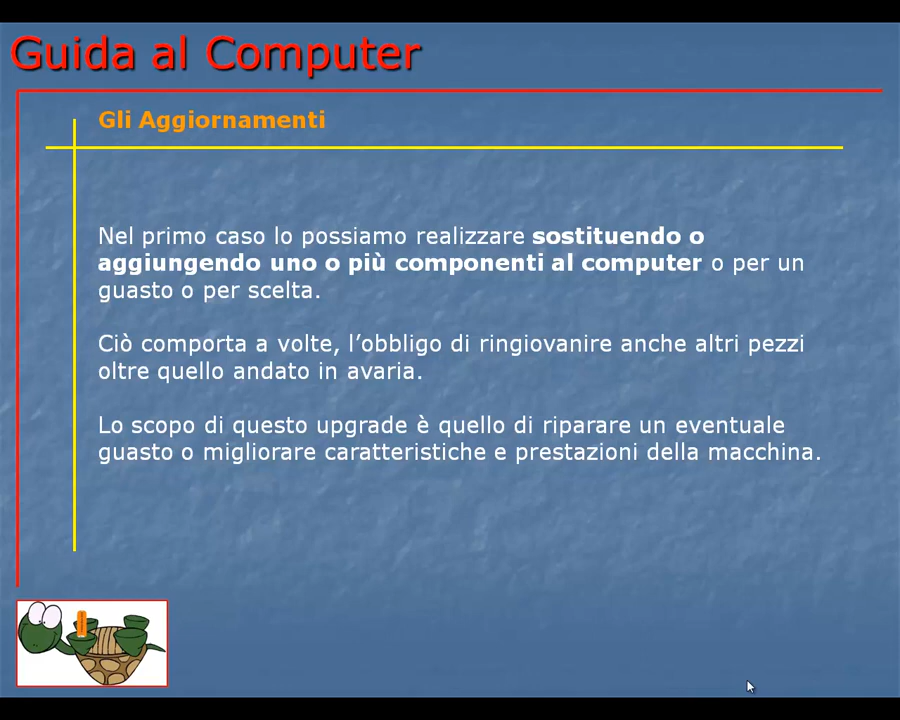 Guida al Computer
Gli Aggiornamenti
Nel primo caso lo possiamo realizzare sostituendo o
aggiungendo uno o più componenti al computer o per un
guasto o per scelta.
Ciò comporta a volte, l’obbligo di ringiovanire anche altri pezzi
oltre quello andato in avaria.
Lo scopo di questo upgrade è quello di riparare un eventuale
guasto o migliorare caratteristiche e prestazioni della macchina.